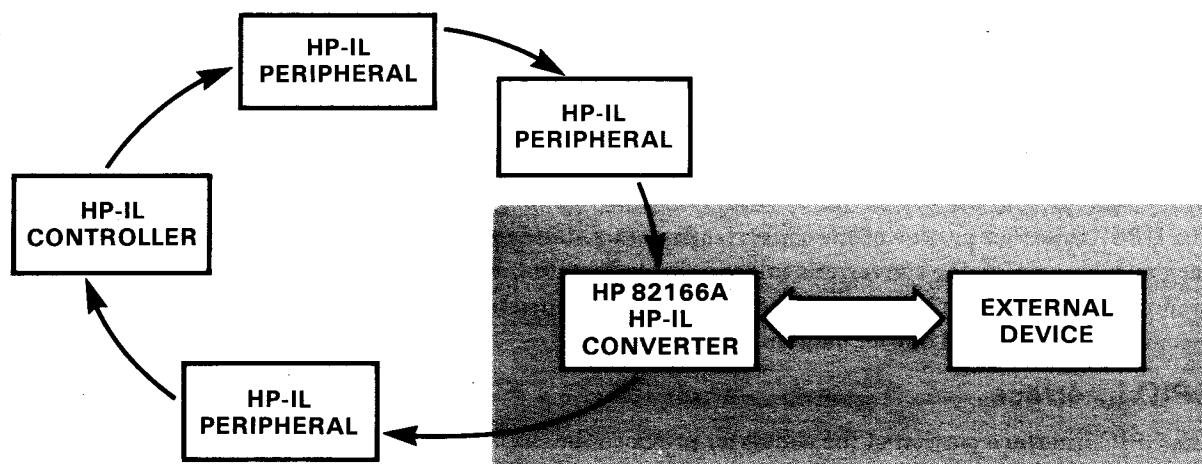 HP-IL
PERIPHERAL
HP-IL
PERIPHERAL
HP-IL
CONTROLLER
HP 82166A
HP-IL
CONVERTER
EXTERNAL
DEVICE
HP-IL
PERIPHERAL